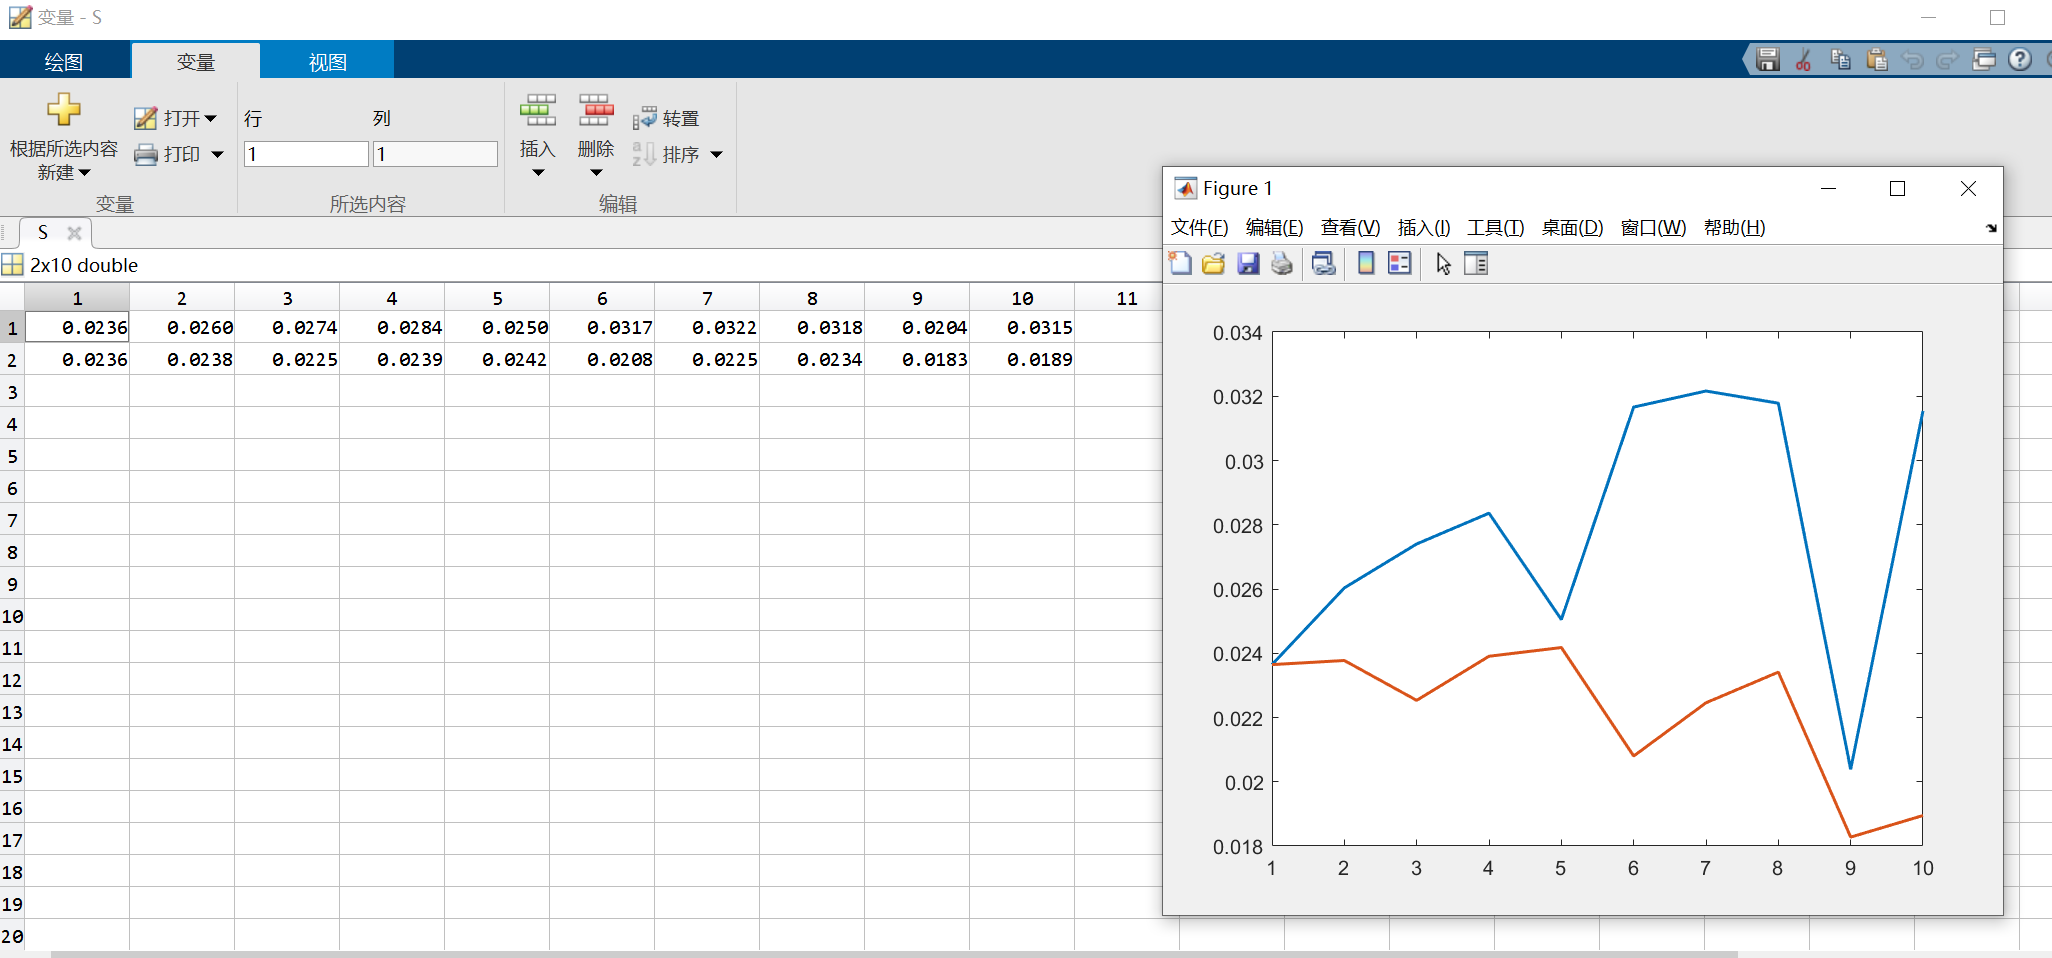 变量 - S
绘图 变量 视图
根据所选内容
新建
打开
打印
变量
行 列
1 1
所选内容
插入 删除
转置
排序
编辑
S
2x10 double
1 2 3 4 5 6 7 8 9 10 11
1 0.0236 0.0260 0.0274 0.0284 0.0250 0.0317 0.0322 0.0318 0.0204 0.0315
2 0.0236 0.0238 0.0225 0.0239 0.0242 0.0208 0.0225 0.0234 0.0183 0.0189
3
4
5
6
7
8
9
10
11
12
13
14
15
16
17
18
19
20
Figure 1
文件(F) 编辑(E) 查看(V) 插入(I) 工具(T) 桌面(D) 窗口(W) 帮助(H)
0.034
0.032
0.03
0.028
0.026
0.024
0.022
0.02
0.018
1 2 3 4 5 6 7 8 9 10